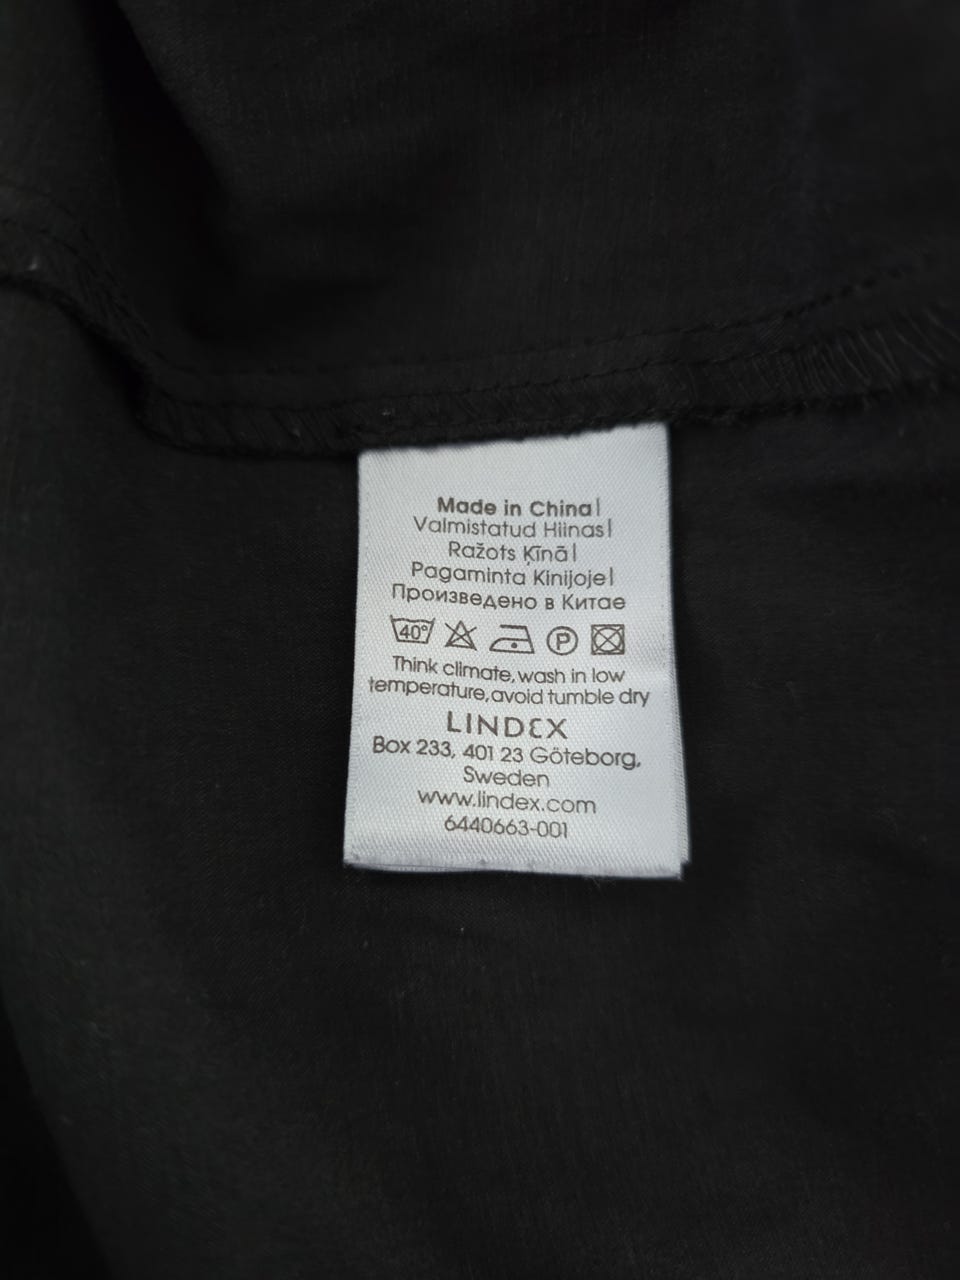 Made in China|
Valmistatud Hiinas|
Ražots Ķīnā|
Pagaminta Kinijoje|
Произведено в Китае
40° P
Think climate, wash in low
temperature, avoid tumble dry
LINDEX
Box 233, 401 23 Göteborg,
Sweden
www.lindex.com
6440663-001